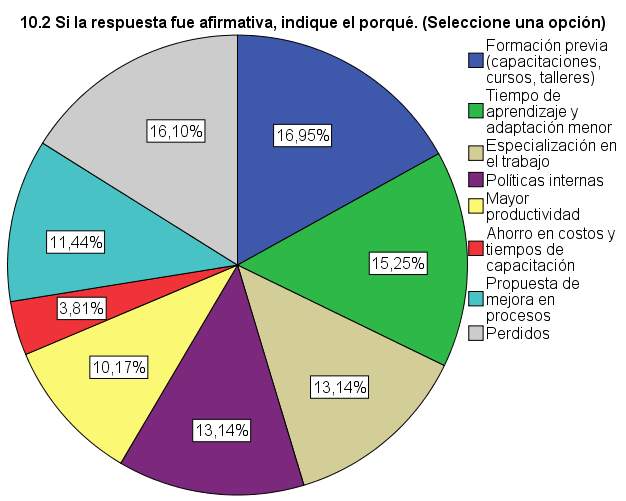 10.2 Si la respuesta fue afirmativa, indique el porqué. (Seleccione una opción)
Formación previa
(capacitaciones,
cursos, talleres)
Tiempo de
aprendizaje y
adaptación menor
Especialización en
el trabajo
Políticas internas
Mayor
productividad
Ahorro en costos y
tiempos de
capacitación
Propuesta de
mejora en
procesos
Perdidos
16,10%
16,95%
11,44%
15,25%
3,81%
10,17%
13,14%
13,14%